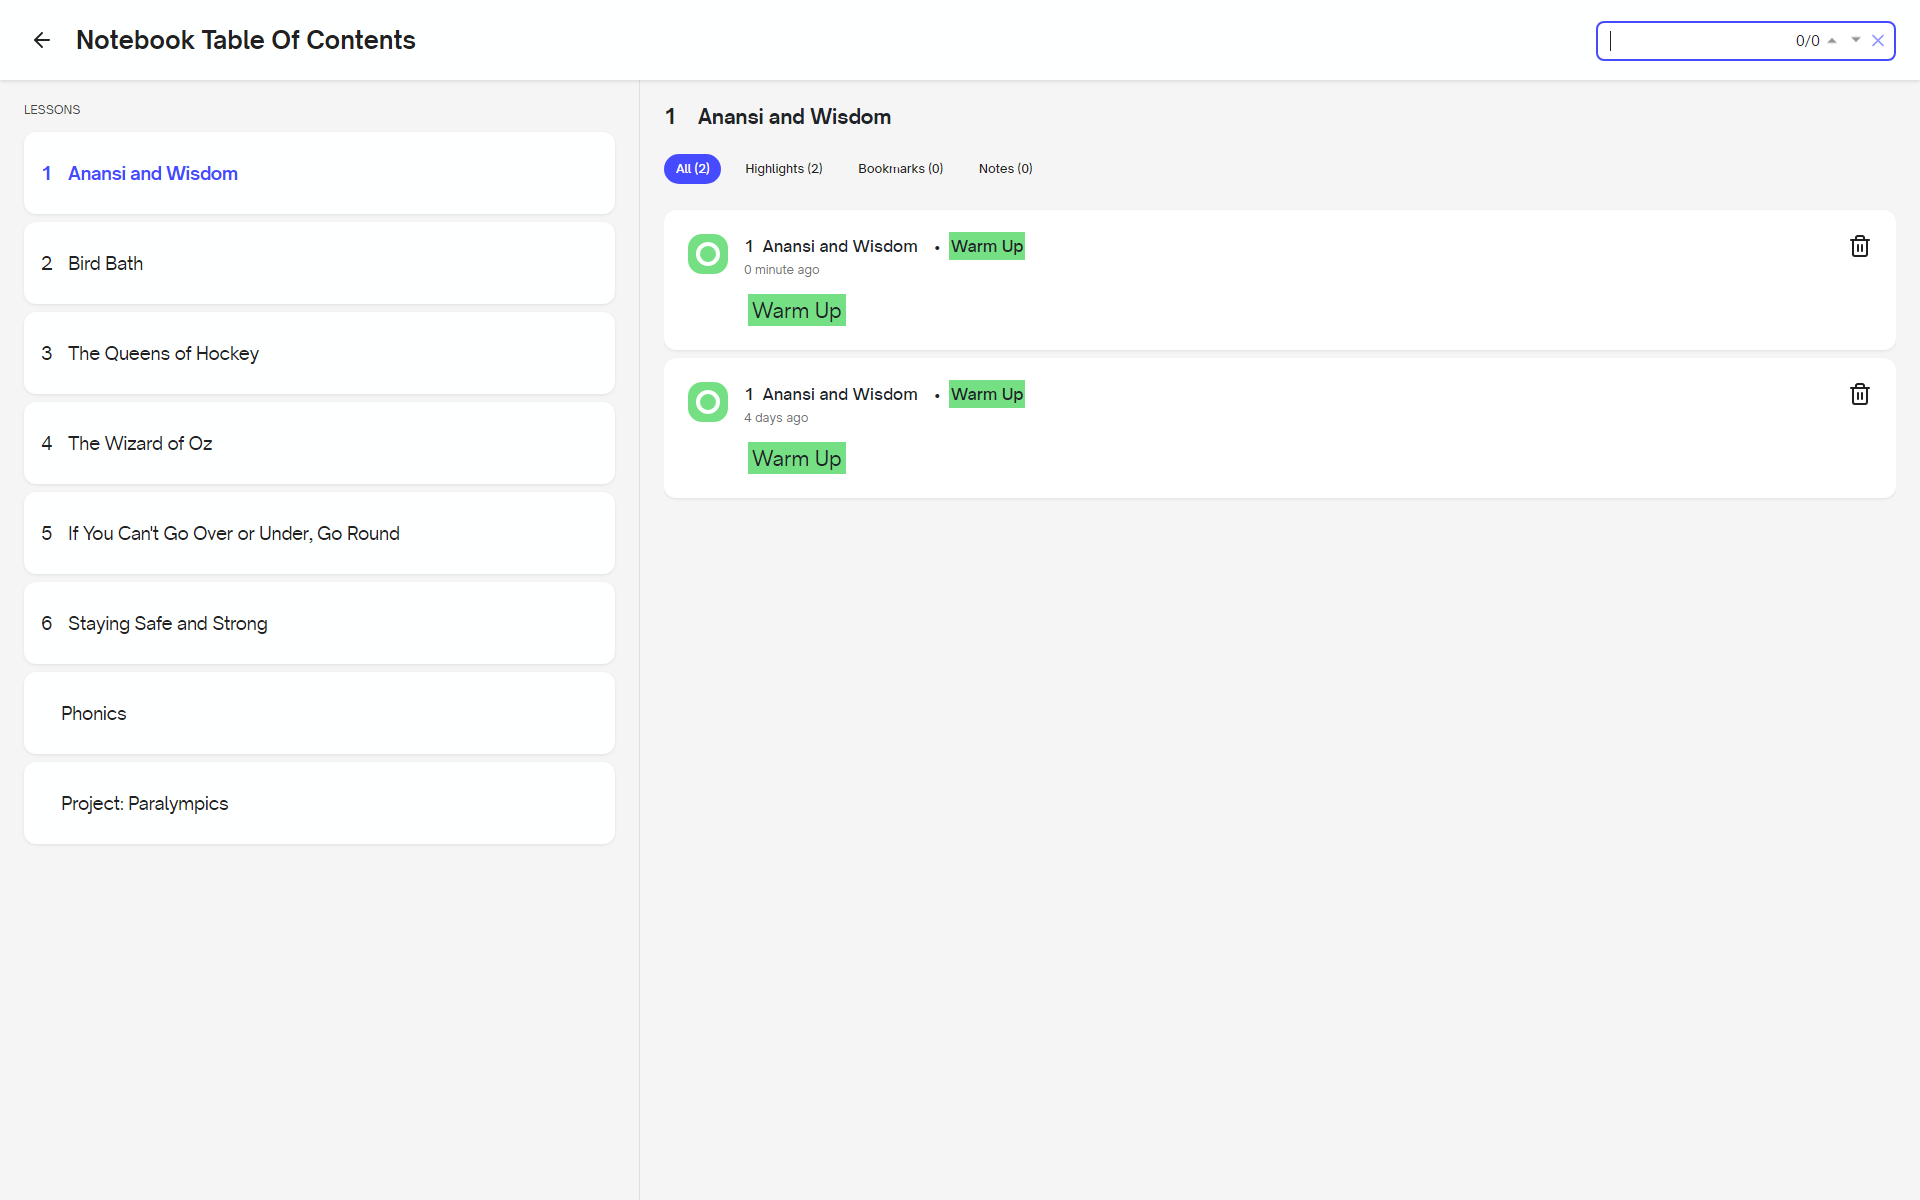 Notebook Table Of Contents
0/0
LESSONS
1 Anansi and Wisdom
2 Bird Bath
3 The Queens of Hockey
4 The Wizard of Oz
5 If You Can't Go Over or Under, Go Round
6 Staying Safe and Strong
Phonics
Project: Paralympics
1 Anansi and Wisdom
All (2) Highlights (2) Bookmarks (0) Notes (0)
1 Anansi and Wisdom • Warm Up
0 minute ago
Warm Up
1 Anansi and Wisdom • Warm Up
4 days ago
Warm Up